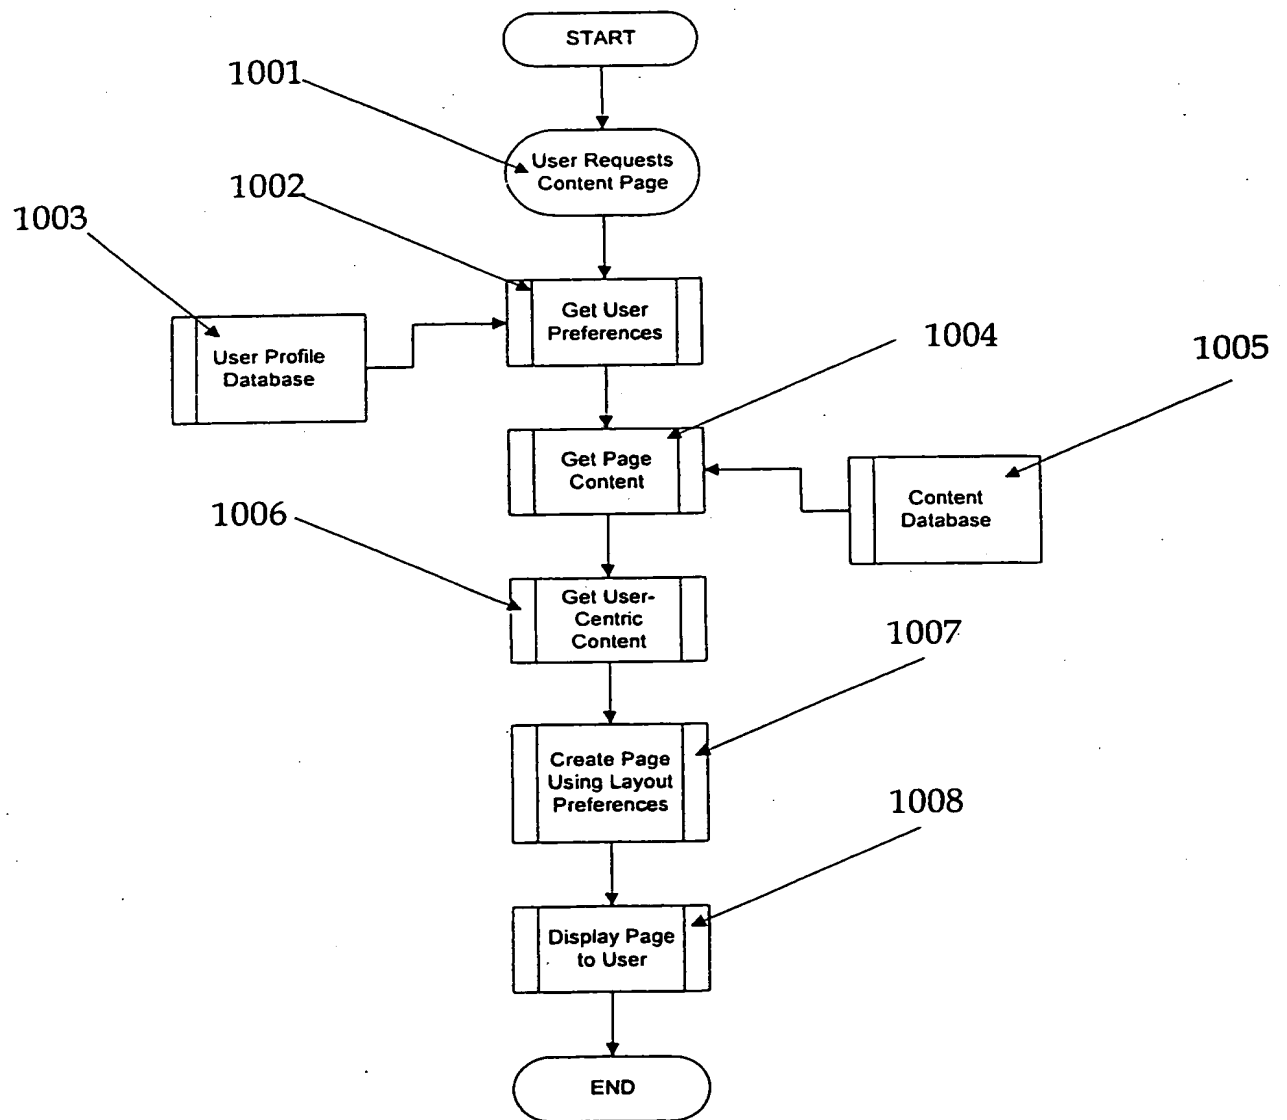 START
1001
User Requests
Content Page
1002
1003
Get User
Preferences
User Profile
Database
1004
1005
Get Page
Content
Content
Database
1006
Get User-
Centric
Content
1007
Create Page
Using Layout
Preferences
1008
Display Page
to User
END